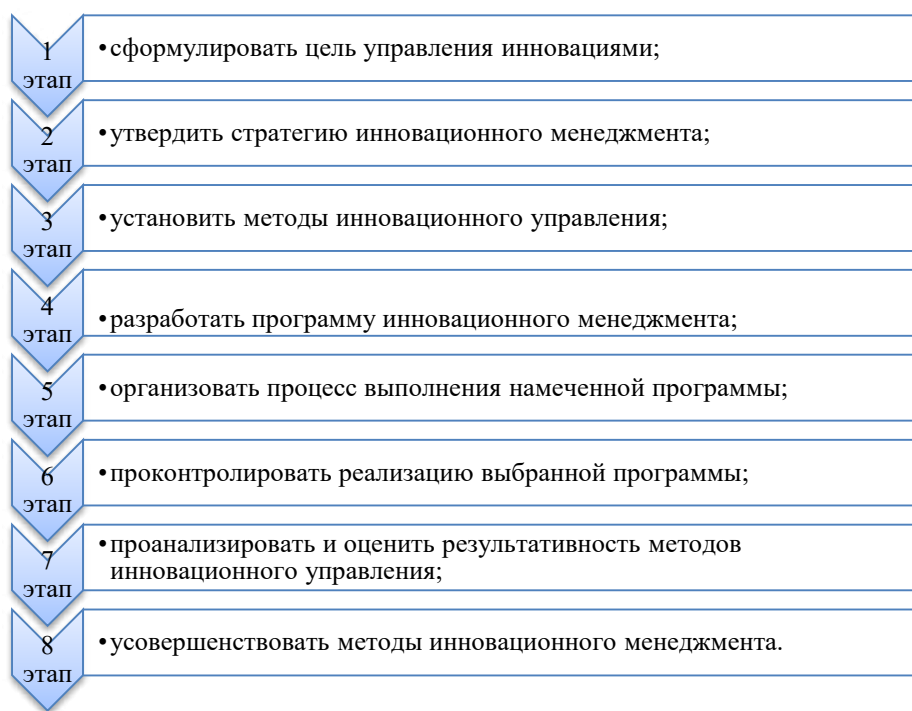 1
этап
•сформулировать цель управления инновациями;
2
этап
•утвердить стратегию инновационного менеджмента;
3
этап
•установить методы инновационного управления;
4
этап
•разработать программу инновационного менеджмента;
5
этап
•организовать процесс выполнения намеченной программы;
6
этап
•проконтролировать реализацию выбранной программы;
7
этап
•проанализировать и оценить результативность методов
инновационного управления;
8
этап
•усовершенствовать методы инновационного менеджмента.